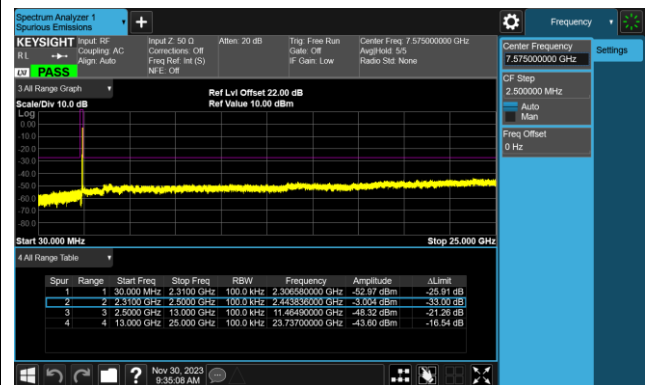 Spectrum Analyzer 1
Spurious Emissions
Frequency
KEYSIGHT
Input: RF
Coupling: AC
Align: Auto
Input Z: 50 Ω
Corrections: Off
Freq Ref: Int (S)
NFE: Off
Atten: 20 dB
Trig: Free Run
Gate: Off
IF Gain: Low
Center Freq: 7.575000000 GHz
Avg|Hold: 5/5
Radio Std: None
R L
LXI PASS
Center Frequency
7.575000000 GHz
Settings
CF Step
2.500000 MHz
Auto
Man
Freq Offset
0 Hz
3 All Range Graph
Scale/Div 10.0 dB
Ref Lvl Offset 22.00 dB
Ref Value 10.00 dBm
Log
0.00
-10.0
-20.0
-30.0
-40.0
-50.0
-60.0
-70.0
-80.0
Start 30.000 MHz Stop 25.000 GHz
4 All Range Table
Spur Range Start Freq Stop Freq RBW Frequency Amplitude ΔLimit
1 1 30.000 MHz 2.3100 GHz 100.0 kHz 2.306580000 GHz -52.97 dBm -25.91 dB
2 2 2.3100 GHz 2.5000 GHz 100.0 kHz 2.443836000 GHz -3.004 dBm -33.00 dB
3 3 2.5000 GHz 13.000 GHz 100.0 kHz 11.46490000 GHz -48.32 dBm -21.26 dB
4 4 13.000 GHz 25.000 GHz 100.0 kHz 23.73700000 GHz -43.60 dBm -16.54 dB
?
Nov 30, 2023
9:35:08 AM